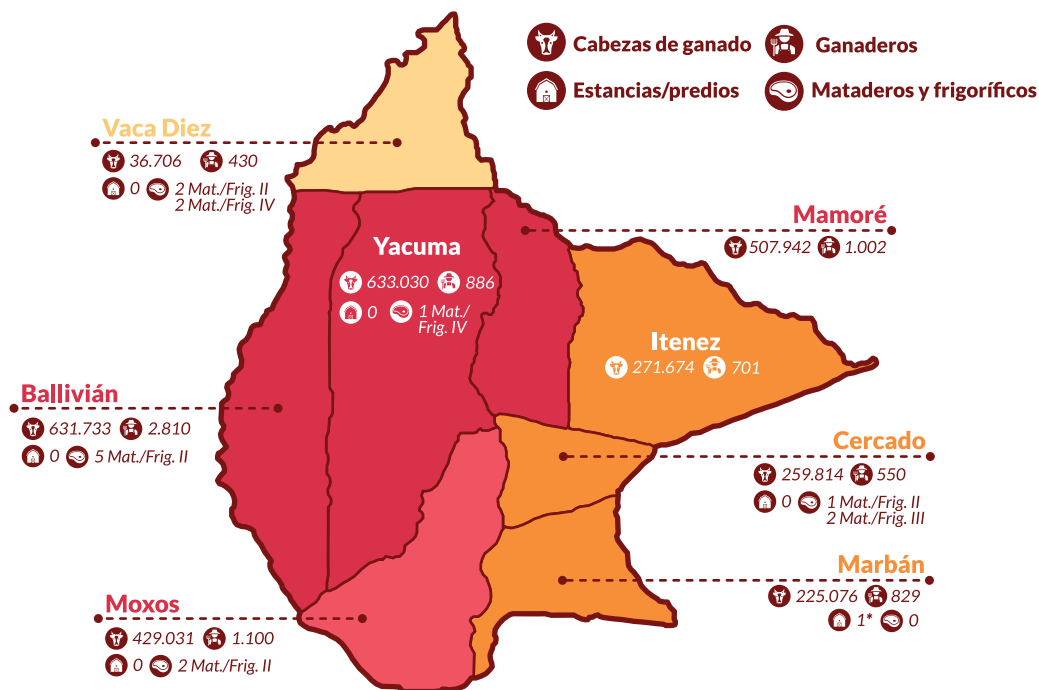 Cabezas de ganado
Ganaderos
Estancias/predios
Mataderos y frigoríficos
Vaca Diez
36.706 430
0 2 Mat./Frig. II
2 Mat./Frig. IV
Mamoré
507.942 1.002
Yacuma
633.030 886
0 1 Mat./
Frig. IV
Itenez
271.674 701
Ballivián
631.733 2.810
0 5 Mat./Frig. II
Cercado
259.814 550
0 1 Mat./Frig. II
2 Mat./Frig. III
Marbán
225.076 829
1* 0
Moxos
429.031 1.100
0 2 Mat./Frig. II